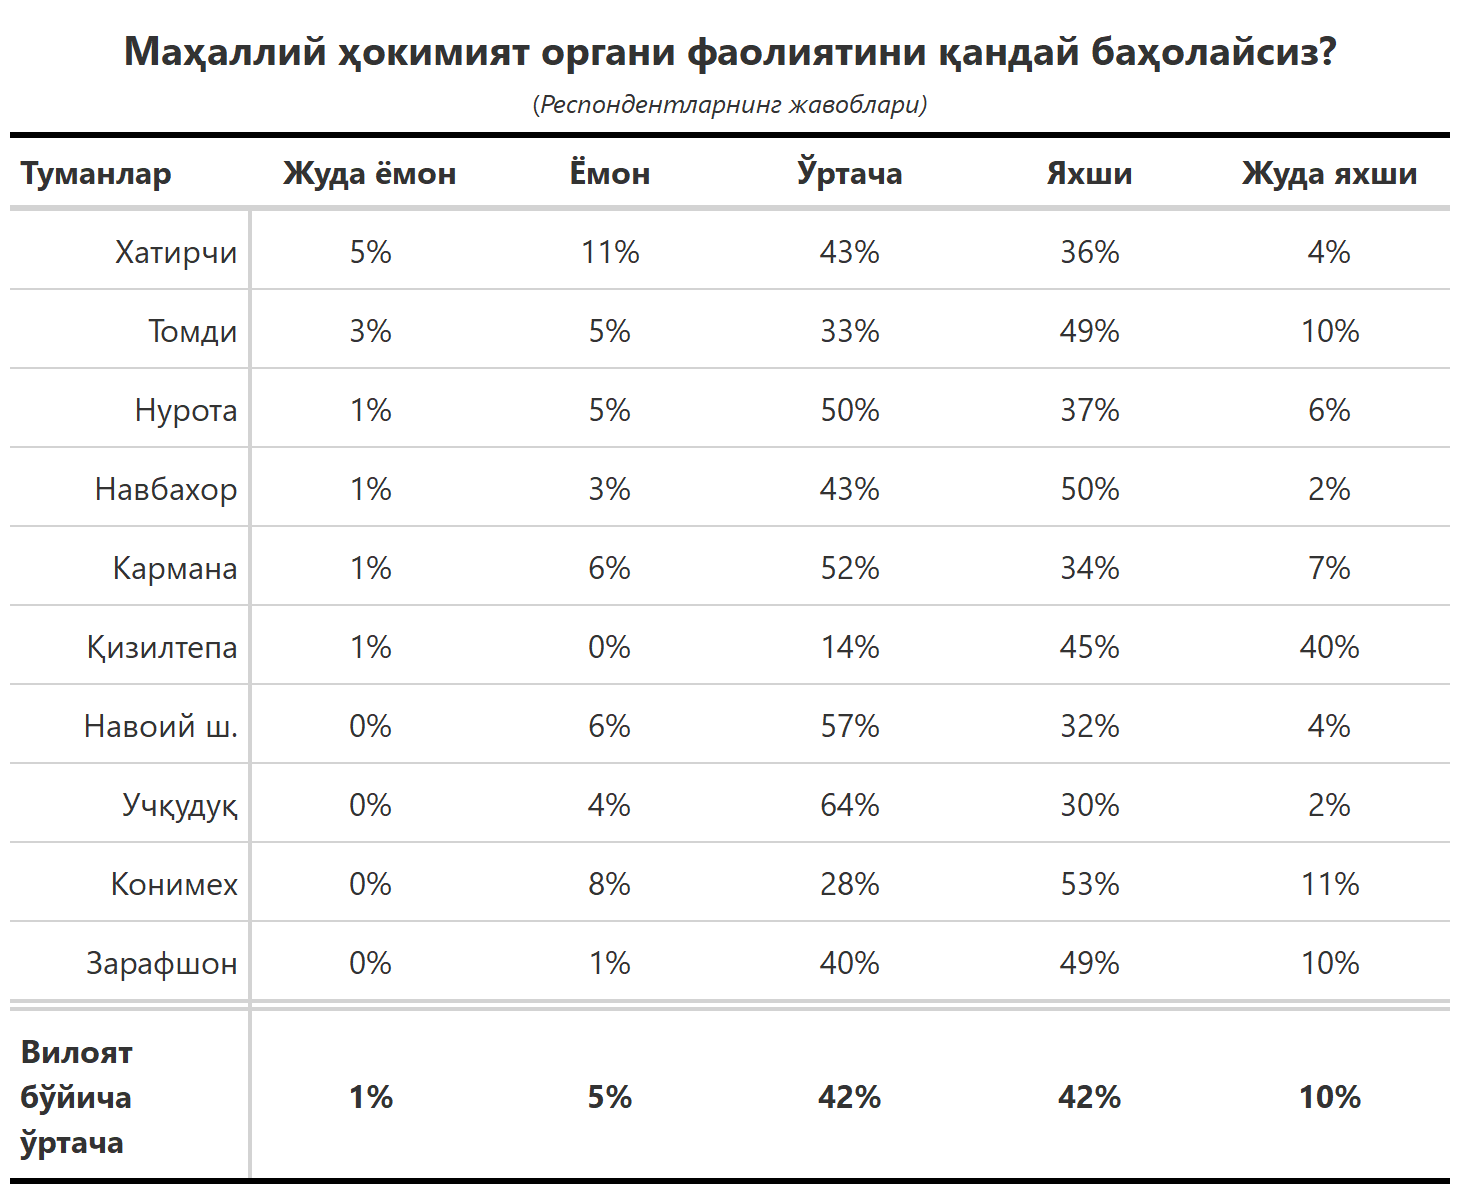 Маҳаллий ҳокимият органи фаолиятини қандай баҳолайсиз?
(Респондентларнинг жавоблари)
Туманлар Жуда ёмон Ёмон Ўртача Яхши Жуда яхши
Хатирчи 5% 11% 43% 36% 4%
Томди 3% 5% 33% 49% 10%
Нурота 1% 5% 50% 37% 6%
Навбахор 1% 3% 43% 50% 2%
Кармана 1% 6% 52% 34% 7%
Қизилтепа 1% 0% 14% 45% 40%
Навоий ш. 0% 6% 57% 32% 4%
Учқудуқ 0% 4% 64% 30% 2%
Конимех 0% 8% 28% 53% 11%
Зарафшон 0% 1% 40% 49% 10%
Вилоят
бўйича 1% 5% 42% 42% 10%
ўртача